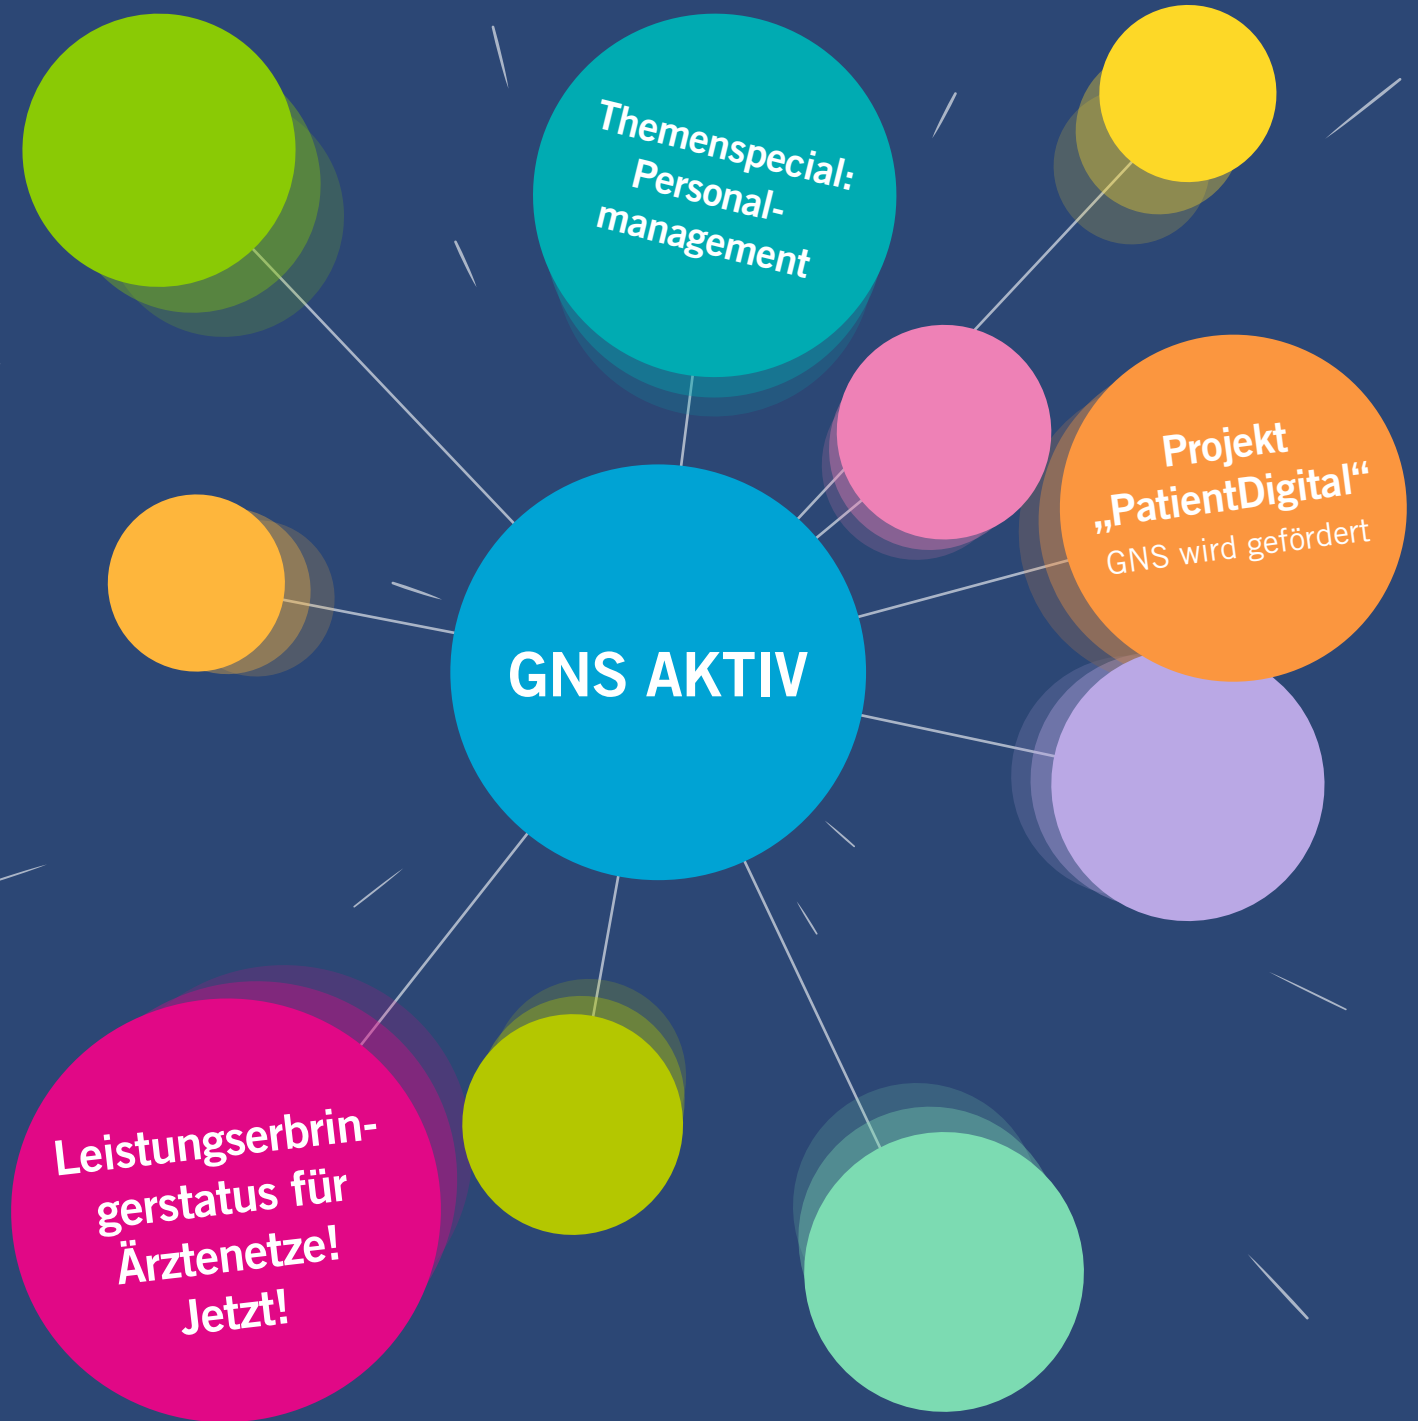 Themenspecial:
Personal-
management
Projekt
„PatientDigital“
GNS wird gefördert
GNS AKTIV
Leistungserbrin-
gerstatus für
Ärztenetze!
Jetzt!